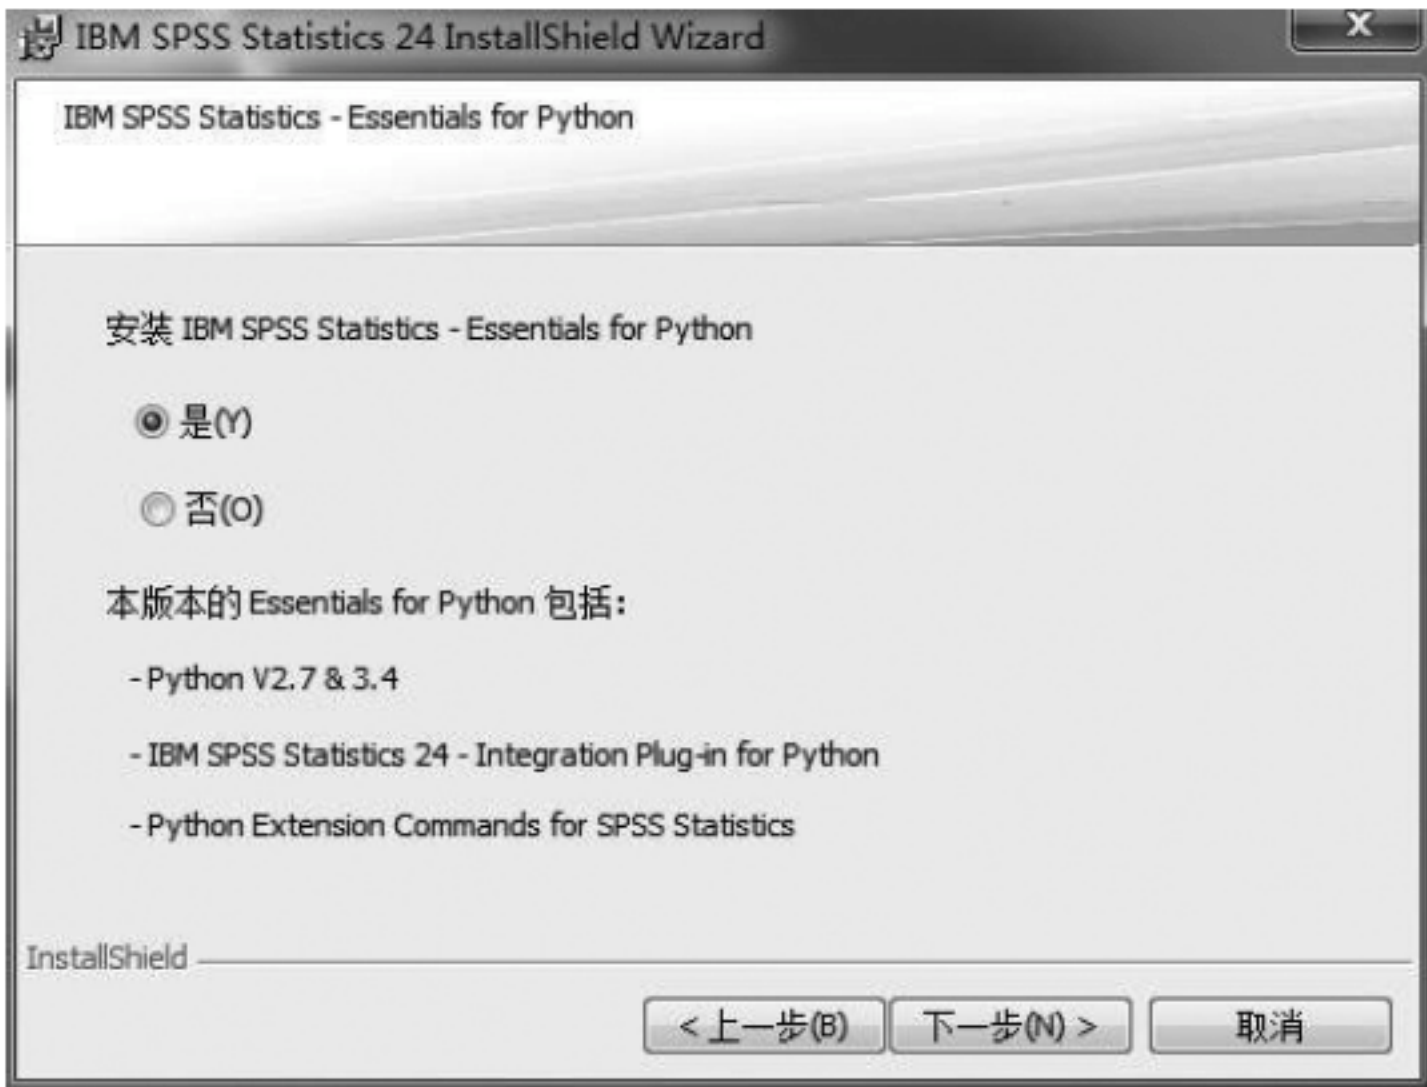 IBM SPSS Statistics 24 InstallShield Wizard
X
IBM SPSS Statistics - Essentials for Python
安装 IBM SPSS Statistics - Essentials for Python
是(Y)
否(O)
本版本的 Essentials for Python 包括:
- Python V2.7 & 3.4
- IBM SPSS Statistics 24 - Integration Plug-in for Python
- Python Extension Commands for SPSS Statistics
InstallShield
< 上一步(B) 下一步(N) > 取消